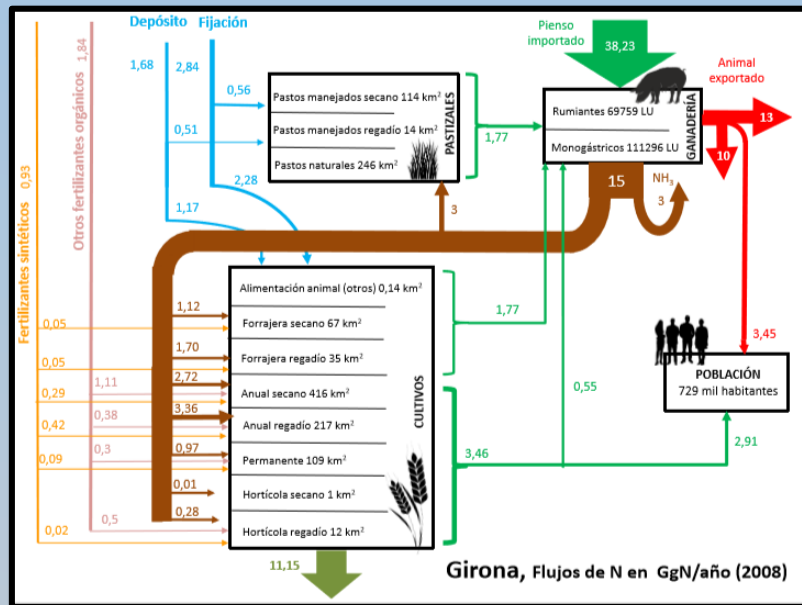 Depósito
Fijación
1,68
2,84
Fertilizantes sintéticos 0,93
Otros fertilizantes orgánicos 1,84
0,56
0,51
2,28
1,17
Pastos manejados secano 114 km²
Pastos manejados regadío 14 km²
Pastos naturales 246 km²
PASTIZALES
1,77
3
Pienso
importado
38,23
Rumiantes 69759 LU
Monogástricos 111296 LU
GANADERÍA
Animal
exportado
13
10
15
NH₃
3
Alimentación animal (otros) 0,14 km²
Forrajera secano 67 km²
Forrajera regadío 35 km²
Anual secano 416 km²
Anual regadío 217 km²
Permanente 109 km²
Hortícola secano 1 km²
Hortícola regadío 12 km²
CULTIVOS
1,12
1,70
2,72
3,36
0,97
0,01
0,28
0,05
0,05
0,29
0,42
0,09
0,02
1,11
0,38
0,3
0,5
1,77
3,46
0,55
3,45
POBLACIÓN
729 mil habitantes
2,91
11,15
Girona, Flujos de N en GgN/año (2008)